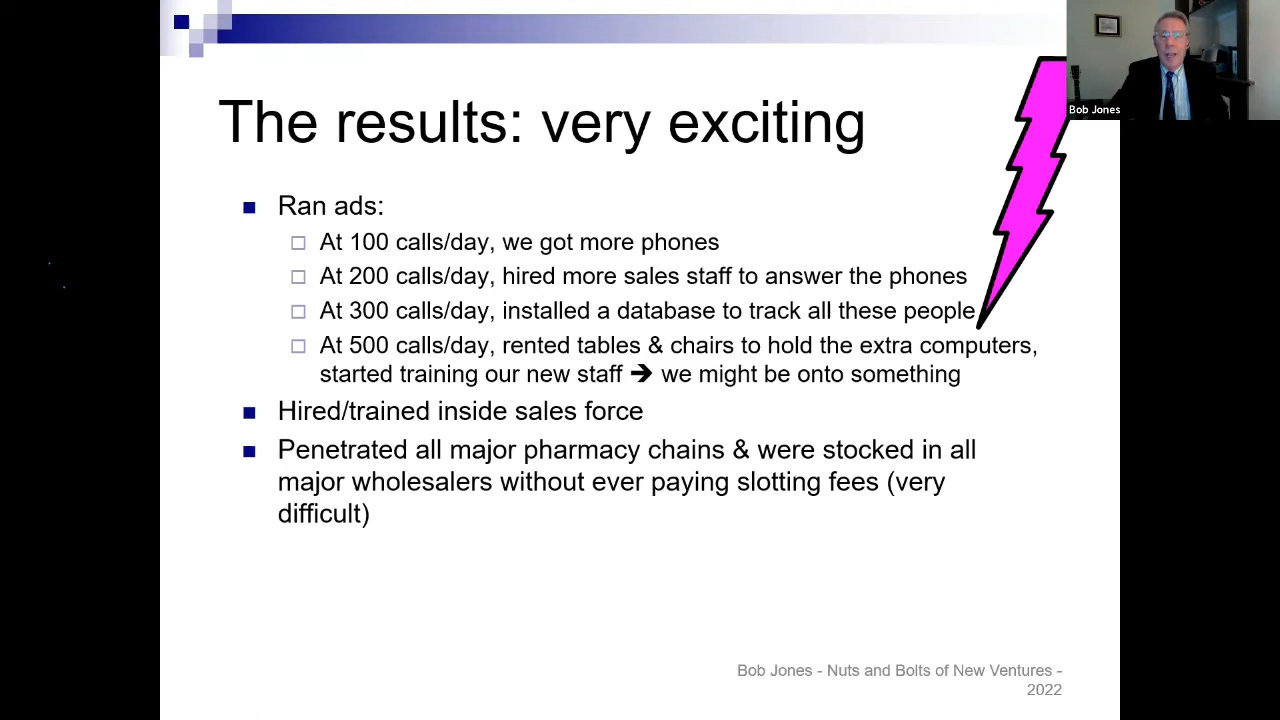 Bob Jones
The results: very exciting
Ran ads:
At 100 calls/day, we got more phones
At 200 calls/day, hired more sales staff to answer the phones
At 300 calls/day, installed a database to track all these people
At 500 calls/day, rented tables & chairs to hold the extra computers,
started training our new staff ➔ we might be onto something
Hired/trained inside sales force
Penetrated all major pharmacy chains & were stocked in all
major wholesalers without ever paying slotting fees (very
difficult)
Bob Jones - Nuts and Bolts of New Ventures -
2022